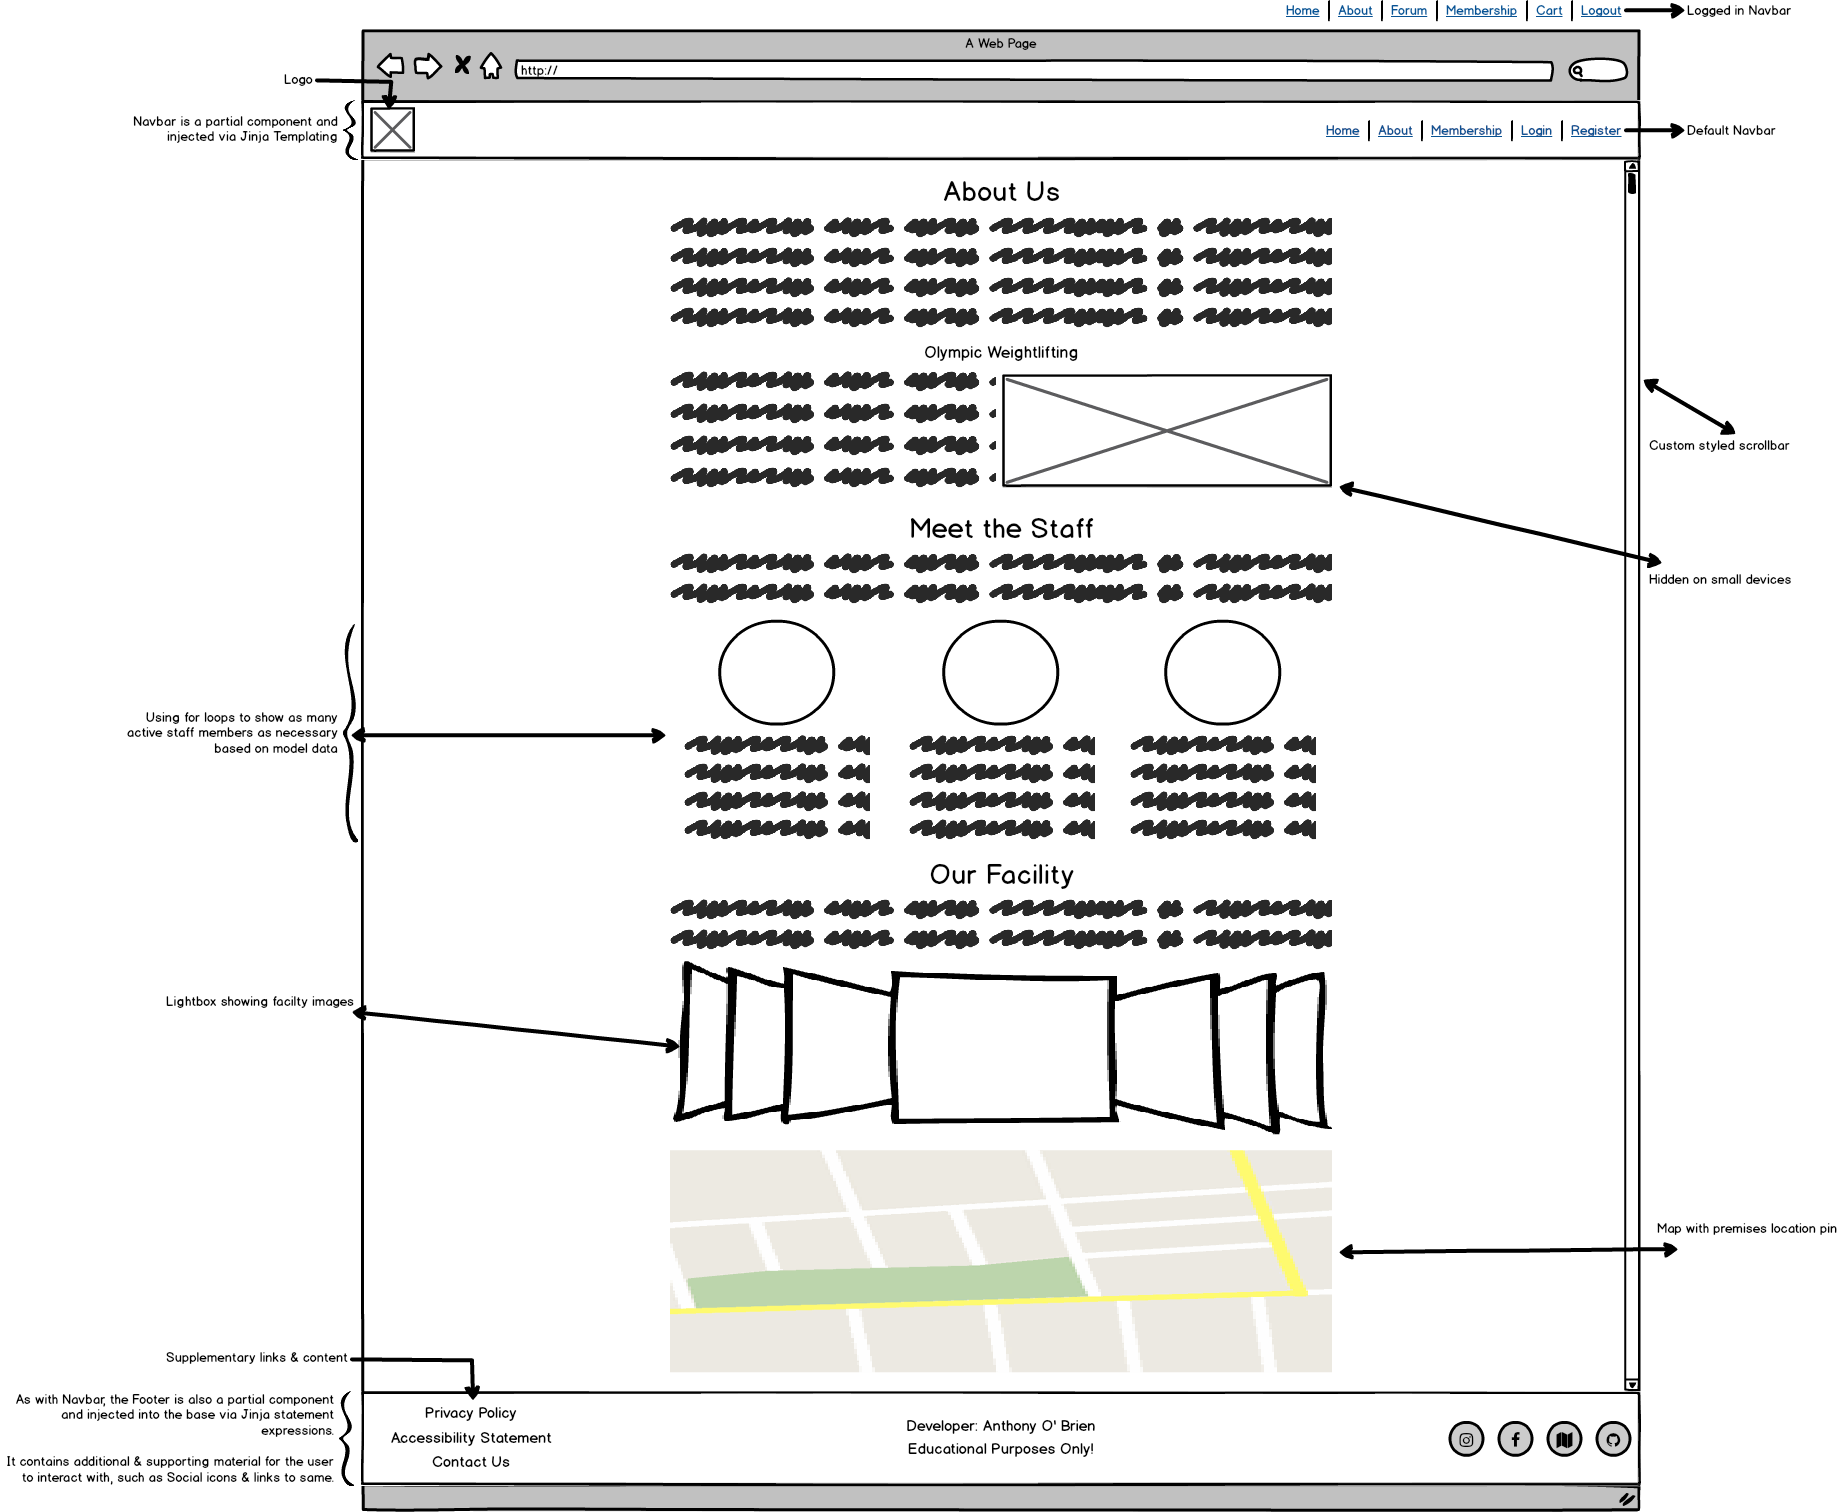 Home About Forum Membership Cart Logout Logged in Navbar
A Web Page
http://
Logo
Navbar is a partial component and
injected via Jinja Templating
Home About Membership Login Register Default Navbar
About Us
Olympic Weightlifting
Custom styled scrollbar
Meet the Staff
Hidden on small devices
Using for loops to show as many
active staff members as necessary
based on model data
Our Facility
Lightbox showing facilty images
Map with premises location pin
Supplementary links & content
As with Navbar, the Footer is also a partial component
and injected into the base via Jinja statement
expressions.
It contains additional & supporting material for the user
to interact with, such as Social icons & links to same.
Privacy Policy
Accessibility Statement
Contact Us
Developer: Anthony O' Brien
Educational Purposes Only!